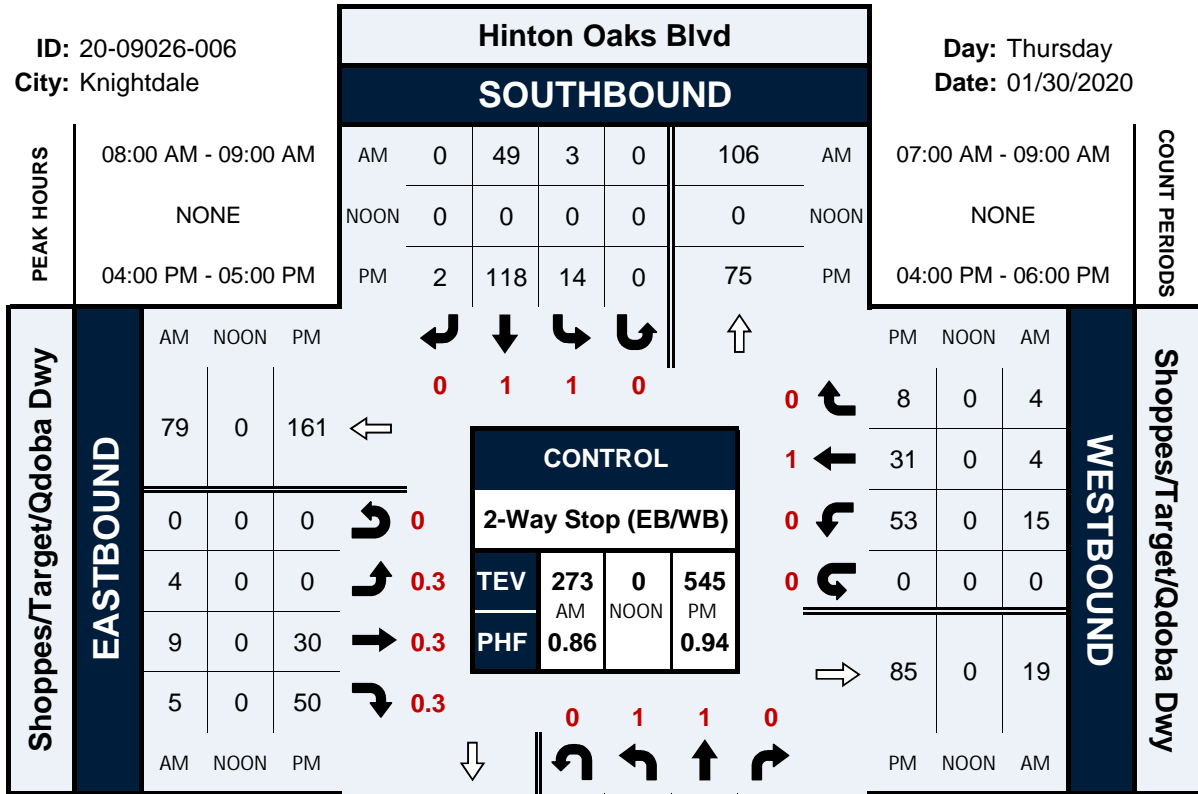 Hinton Oaks Blvd
ID: 20-09026-006
Day: Thursday
City: Knightdale
Date: 01/30/2020
SOUTHBOUND
PEAK HOURS
08:00 AM - 09:00 AM
NONE
04:00 PM - 05:00 PM
AM 0 49 3 0 106 AM
NOON 0 0 0 0 0 NOON
PM 2 118 14 0 75 PM
07:00 AM - 09:00 AM
NONE
04:00 PM - 06:00 PM
COUNT PERIODS
0 1 1 0
Shoppes/Target/Qdoba Dwy
EASTBOUND
AM NOON PM
79 0 161
0 0 0 0
4 0 0 0.3
9 0 30 0.3
5 0 50 0.3
AM NOON PM
CONTROL
2-Way Stop (EB/WB)
TEV 273 0 545
AM NOON PM
PHF 0.86 0.94
PM NOON AM
0 8 0 4
1 31 0 4
0 53 0 15
0 0 0 0
85 0 19
PM NOON AM
WESTBOUND
Shoppes/Target/Qdoba Dwy
0 1 1 0